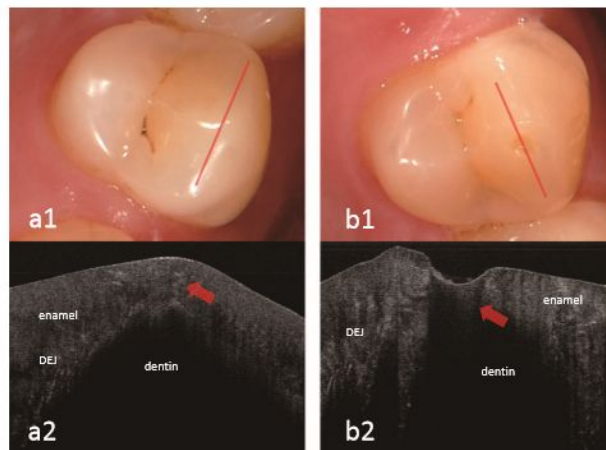 a1
b1
enamel
DEJ
dentin
a2
enamel
DEJ
dentin
b2